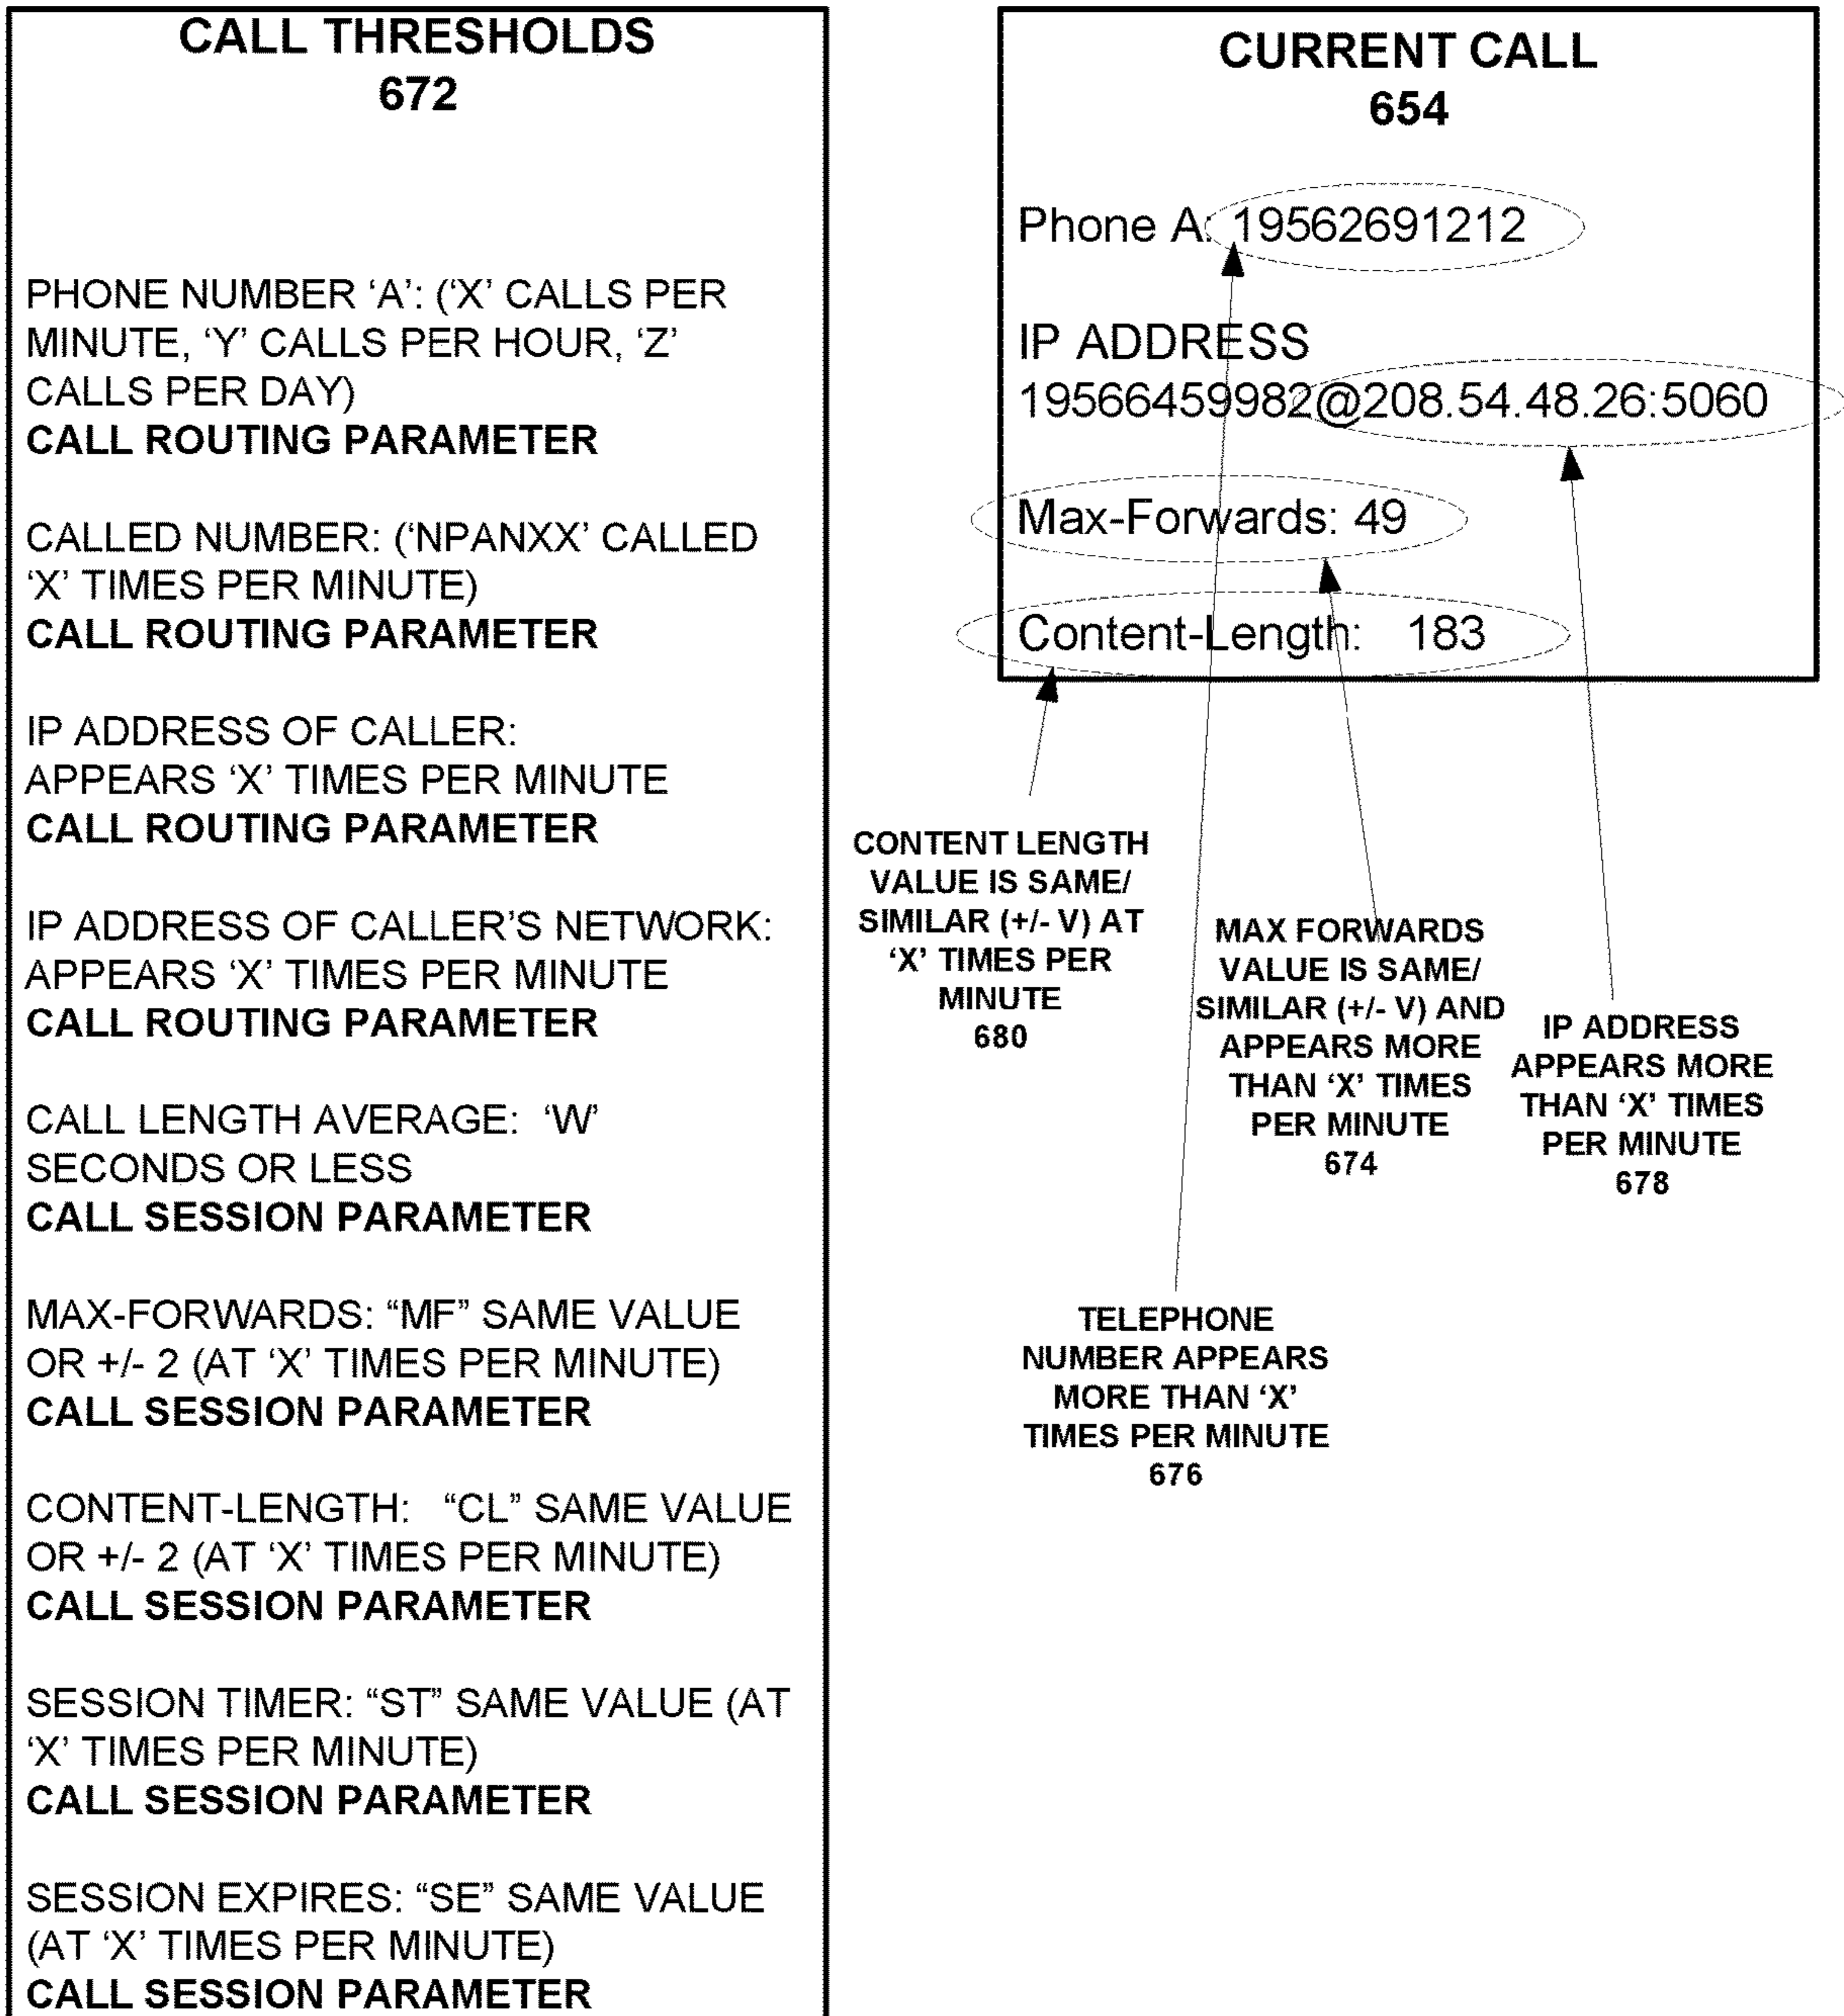 CALL THRESHOLDS
672
PHONE NUMBER ‘A’: (‘X’ CALLS PER
MINUTE, ‘Y’ CALLS PER HOUR, ‘Z’
CALLS PER DAY)
CALL ROUTING PARAMETER
CALLED NUMBER: (‘NPANXX’ CALLED
‘X’ TIMES PER MINUTE)
CALL ROUTING PARAMETER
IP ADDRESS OF CALLER:
APPEARS ‘X’ TIMES PER MINUTE
CALL ROUTING PARAMETER
IP ADDRESS OF CALLER’S NETWORK:
APPEARS ‘X’ TIMES PER MINUTE
CALL ROUTING PARAMETER
CALL LENGTH AVERAGE: ‘W’
SECONDS OR LESS
CALL SESSION PARAMETER
MAX-FORWARDS: “MF” SAME VALUE
OR +/- 2 (AT ‘X’ TIMES PER MINUTE)
CALL SESSION PARAMETER
CONTENT-LENGTH: “CL” SAME VALUE
OR +/- 2 (AT ‘X’ TIMES PER MINUTE)
CALL SESSION PARAMETER
SESSION TIMER: “ST” SAME VALUE (AT
‘X’ TIMES PER MINUTE)
CALL SESSION PARAMETER
SESSION EXPIRES: “SE” SAME VALUE
(AT ‘X’ TIMES PER MINUTE)
CALL SESSION PARAMETER
CURRENT CALL
654
Phone A: 19562691212
IP ADDRESS
19566459982@208.54.48.26:5060
Max-Forwards: 49
Content-Length: 183
CONTENT LENGTH
VALUE IS SAME/
SIMILAR (+/- V) AT
‘X’ TIMES PER
MINUTE
680
MAX FORWARDS
VALUE IS SAME/
SIMILAR (+/- V) AND
APPEARS MORE
THAN ‘X’ TIMES
PER MINUTE
674
IP ADDRESS
APPEARS MORE
THAN ‘X’ TIMES
PER MINUTE
678
TELEPHONE
NUMBER APPEARS
MORE THAN ‘X’
TIMES PER MINUTE
676